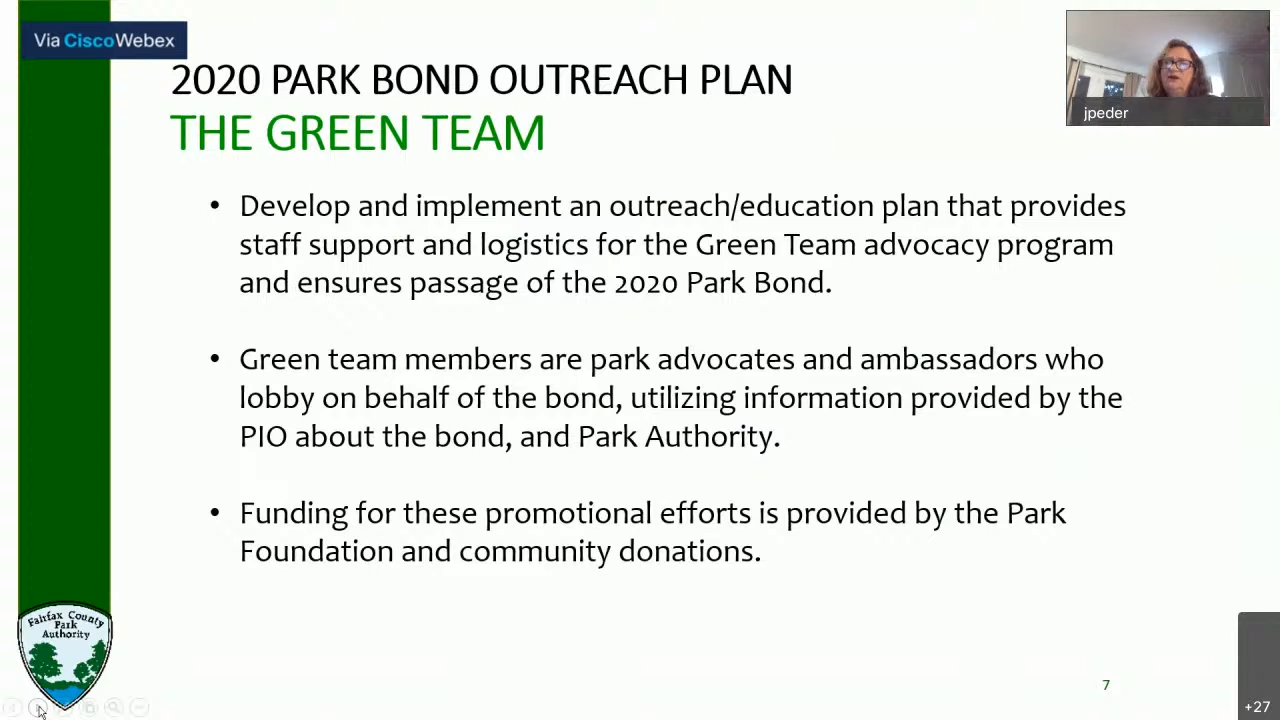 Via CiscoWebex
2020 PARK BOND OUTREACH PLAN
THE GREEN TEAM
jpeder
• Develop and implement an outreach/education plan that provides
staff support and logistics for the Green Team advocacy program
and ensures passage of the 2020 Park Bond.
• Green team members are park advocates and ambassadors who
lobby on behalf of the bond, utilizing information provided by the
PIO about the bond, and Park Authority.
• Funding for these promotional efforts is provided by the Park
Foundation and community donations.
Fairfax County
Park
Authority
7
+27